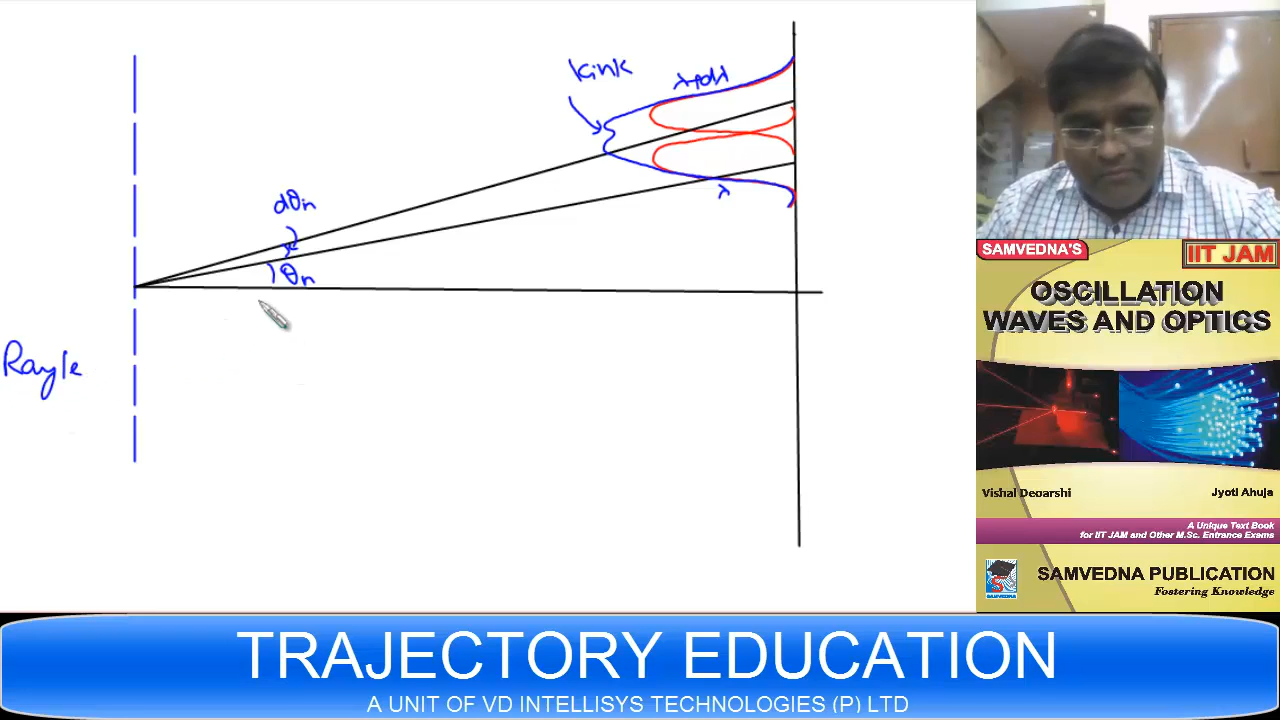 kink
λ+dλ
λ
dθn
θn
Rayle
SAMVEDNA'S
IIT JAM
OSCILLATION
WAVES AND OPTICS
Vishal Deoarshi
Jyoti Ahuja
A Unique Text Book
for IIT JAM and Other M.Sc. Entrance Exams
SAMVEDNA
SAMVEDNA PUBLICATION
Fostering Knowledge
TRAJECTORY EDUCATION
A UNIT OF VD INTELLISYS TECHNOLOGIES (P) LTD